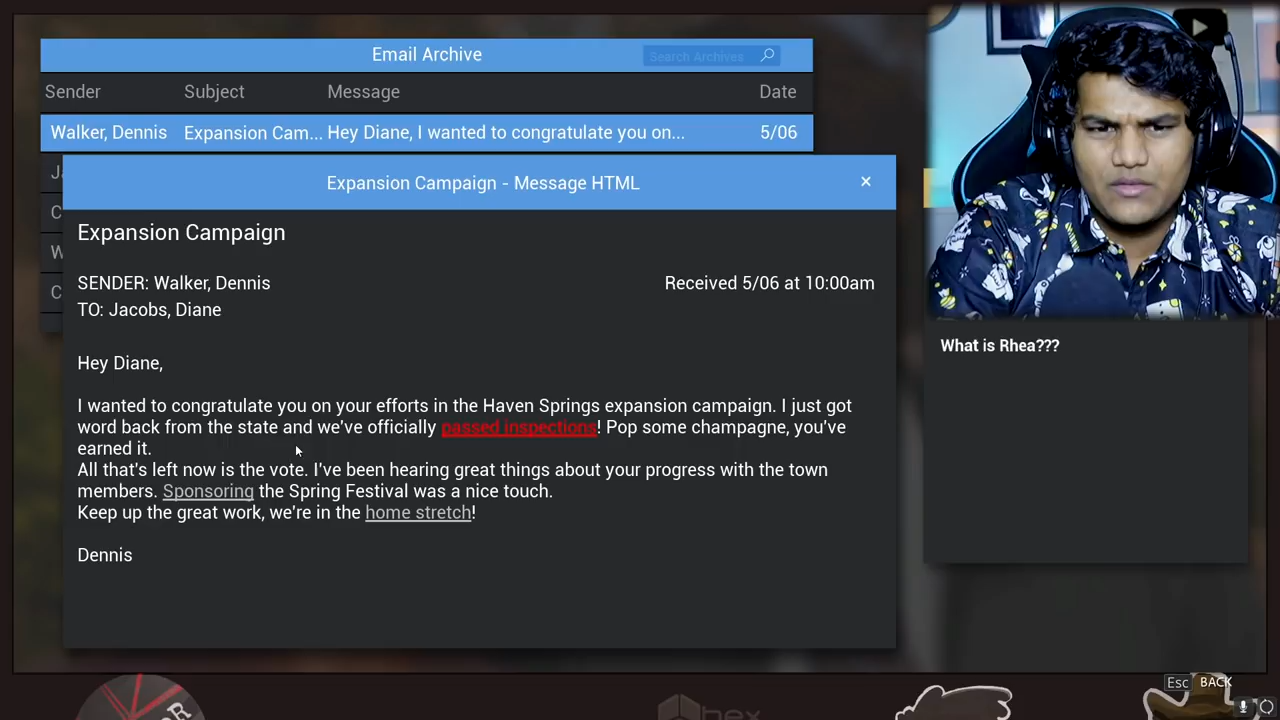 Email Archive
Search Archives
Sender Subject Message Date
Walker, Dennis Expansion Cam... Hey Diane, I wanted to congratulate you on... 5/06
J
C
W
C
Expansion Campaign - Message HTML
Expansion Campaign
SENDER: Walker, Dennis Received 5/06 at 10:00am
TO: Jacobs, Diane
Hey Diane,
I wanted to congratulate you on your efforts in the Haven Springs expansion campaign. I just got
word back from the state and we've officially passed inspections! Pop some champagne, you've
earned it.
All that's left now is the vote. I've been hearing great things about your progress with the town
members. Sponsoring the Spring Festival was a nice touch.
Keep up the great work, we're in the home stretch!
Dennis
What is Rhea???
Esc BACK
hex